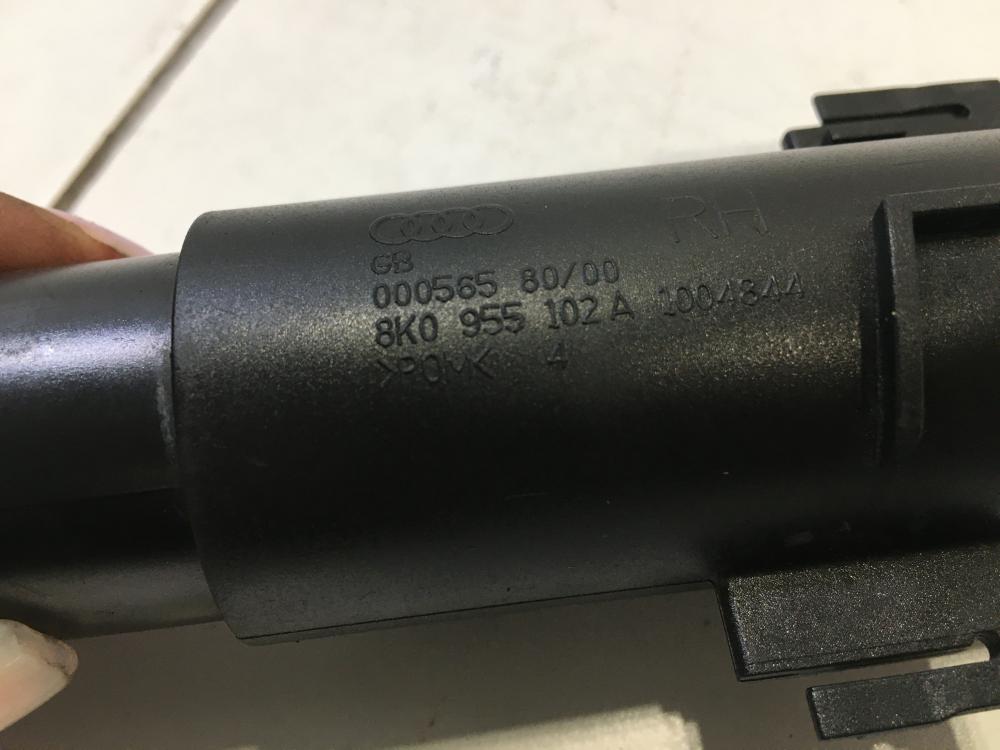 RH
GB
000565 80/00
8K0 955 102 A 1004844
>POM< 4